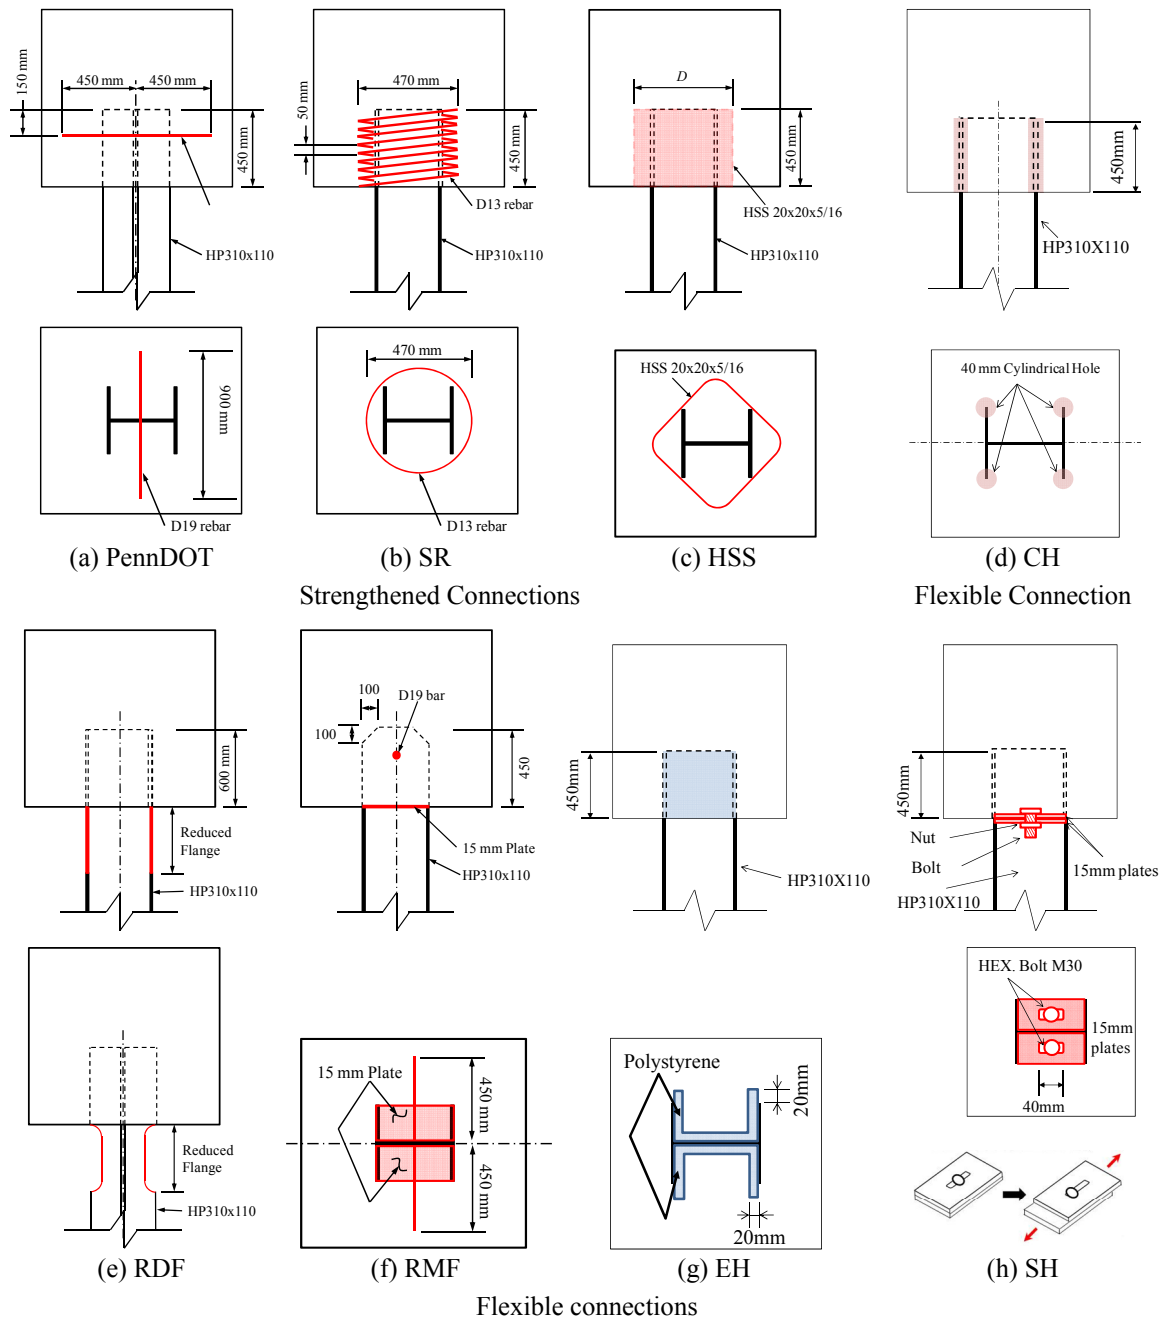 150 mm
450 mm
450 mm
450 mm
HP310x110
900 mm
D19 rebar
(a) PennDOT
470 mm
50 mm
450 mm
D13 rebar
HP310x110
470 mm
D13 rebar
(b) SR
D
450 mm
HSS 20x20x5/16
HP310x110
HSS 20x20x5/16
(c) HSS
450mm
HP310X110
40 mm Cylindrical Hole
(d) CH
Strengthened Connections
Flexible Connection
600 mm
Reduced
Flange
HP310x110
Reduced
Flange
HP310x110
(e) RDF
100
D19 bar
100
450
15 mm Plate
HP310x110
15 mm Plate
450 mm
450 mm
(f) RMF
450mm
HP310X110
Polystyrene
20mm
20mm
(g) EH
450mm
Nut
Bolt
15mm plates
HP310X110
HEX. Bolt M30
15mm
plates
40mm
(h) SH
Flexible connections